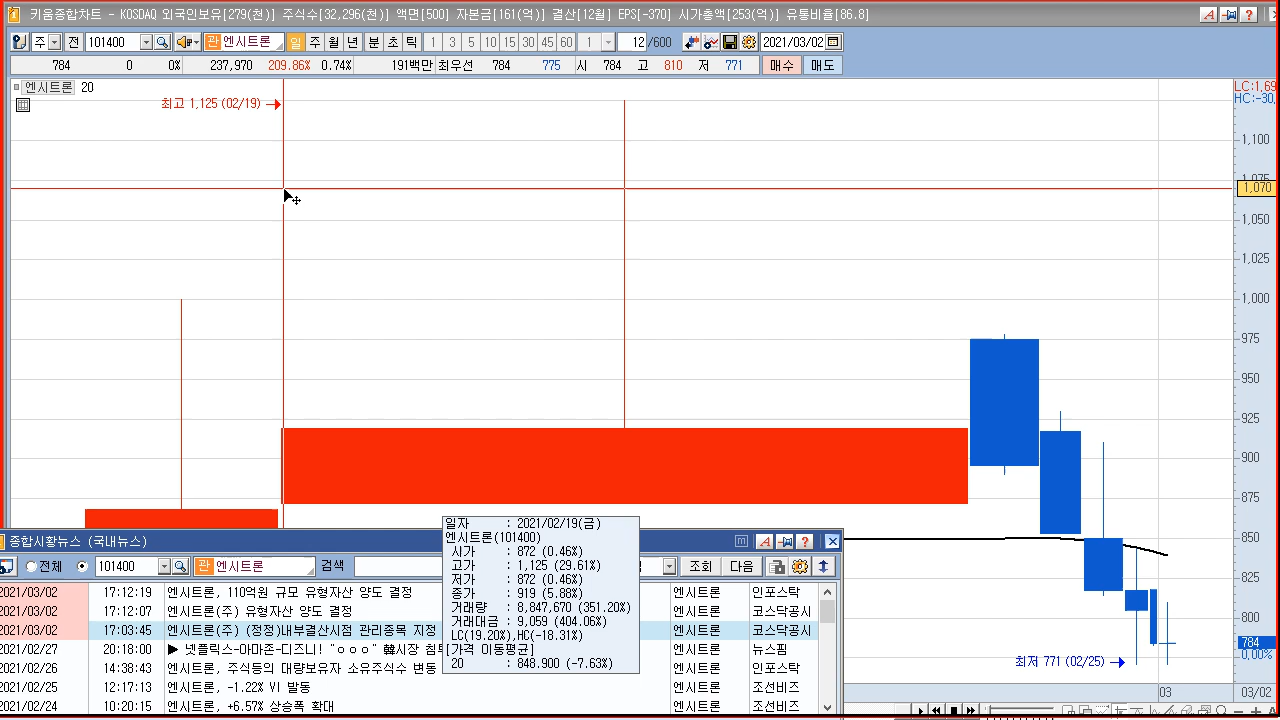 키움종합차트 - KOSDAQ 외국인보유[279(천)] 주식수[32,296(천)] 액면[500] 자본금[161(억)] 결산[12월] EPS[-370] 시가총액[253(억)] 유통비율[86.8]
주 전 101400 관 엔시트론 일 주 월 년 분 초 틱 1 3 5 10 15 30 45 60 1 12 /600 2021/03/02
784 0 0% 237,970 209.86% 0.74% 191백만 최우선 784 775 시 784 고 810 저 771 매수 매도
엔시트론 20
LC:1,69
HC:-30,
최고 1,125 (02/19)
1,100
1,075
1,070
1,050
1,025
1,000
975
950
925
900
875
850
825
800
784
0,00%
최저 771 (02/25)
03
03/02
일자 : 2021/02/19(금)
엔시트론(101400)
시가 : 872 (0.46%)
고가 : 1,125 (29.61%)
저가 : 872 (0.46%)
종가 : 919 (5.88%)
거래량 : 8,847,670 (351.20%)
거래대금 : 9,059 (404.06%)
LC(19.20%),HC(-18.31%)
가격 이동평균]
20 : 848,900 (-7.63%)
종합시황뉴스 (국내뉴스)
전체 101400 관 엔시트론 검색 조회 다음
2021/03/02 17:12:19 엔시트론, 110억원 규모 유형자산 양도 결정 엔시트론 인포스탁
2021/03/02 17:12:07 엔시트론(주) 유형자산 양도 결정 엔시트론 코스닥공시
2021/03/02 17:03:45 엔시트론(주) (정정)내부결산시점 관리종목 지정 엔시트론 코스닥공시
2021/02/27 20:18:00 ▶ 넷플릭스-아마존-디즈니! "ㅇㅇㅇ" 韓시장 침투 엔시트론 뉴스핌
2021/02/26 14:38:43 엔시트론, 주식등의 대량보유자 소유주식수 변동 엔시트론 인포스탁
2021/02/25 12:17:13 엔시트론, -1.22% VI 발동 엔시트론 조선비즈
2021/02/24 10:20:15 엔시트론, +6.57% 상승폭 확대 엔시트론 조선비즈